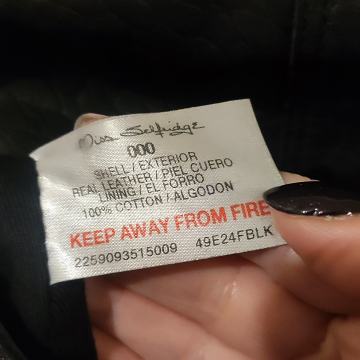 Miss Selfridge
000
SHELL / EXTERIOR
REAL LEATHER / PIEL CUERO
LINING / EL FORRO
100% COTTON / ALGODON
KEEP AWAY FROM FIRE
2259093515009 49E24FBLK